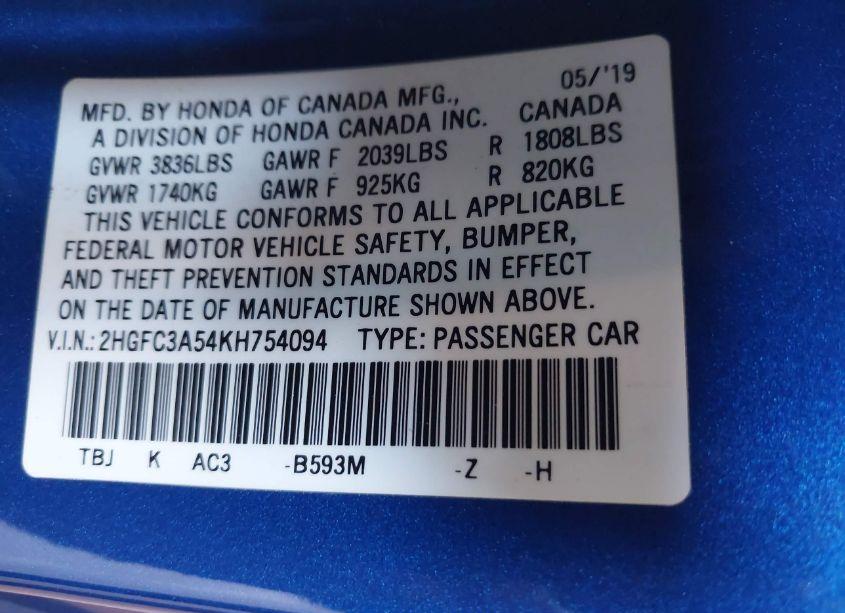 05/'19
MFD. BY HONDA OF CANADA MFG., CANADA
A DIVISION OF HONDA CANADA INC.
GVWR 3836LBS GAWR F 2039LBS R 1808LBS
GVWR 1740KG GAWR F 925KG R 820KG
THIS VEHICLE CONFORMS TO ALL APPLICABLE
FEDERAL MOTOR VEHICLE SAFETY, BUMPER,
AND THEFT PREVENTION STANDARDS IN EFFECT
ON THE DATE OF MANUFACTURE SHOWN ABOVE.
V.I.N.: 2HGFC3A54KH754094 TYPE: PASSENGER CAR
TBJ K AC3 -B593M -Z -H